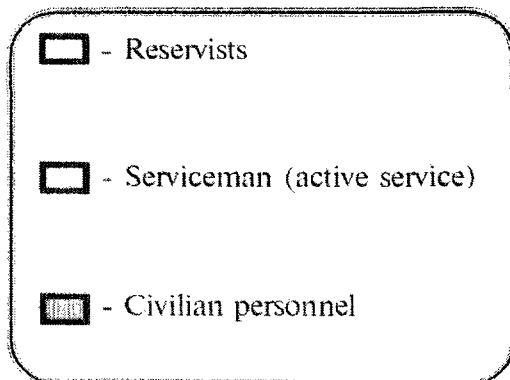 - Reservists
- Serviceman (active service)
- Civilian personnel